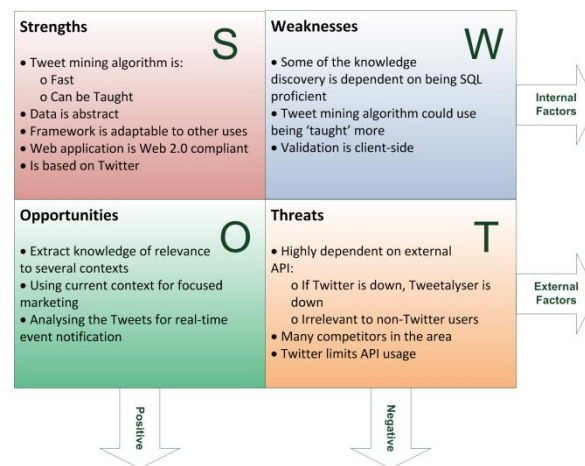 Strengths
S
• Tweet mining algorithm is:
o Fast
o Can be Taught
• Data is abstract
• Framework is adaptable to other uses
• Web application is Web 2.0 compliant
• Is based on Twitter
Weaknesses
W
• Some of the knowledge
discovery is dependent on being SQL
proficient
• Tweet mining algorithm could use
being ‘taught’ more
• Validation is client-side
Internal
Factors
Opportunities
O
• Extract knowledge of relevance
to several contexts
• Using current context for focused
marketing
• Analysing the Tweets for real-time
event notification
Threats
T
• Highly dependent on external
API:
o If Twitter is down, Tweetalyser is
down
o Irrelevant to non-Twitter users
• Many competitors in the area
• Twitter limits API usage
External
Factors
Positive
Negative